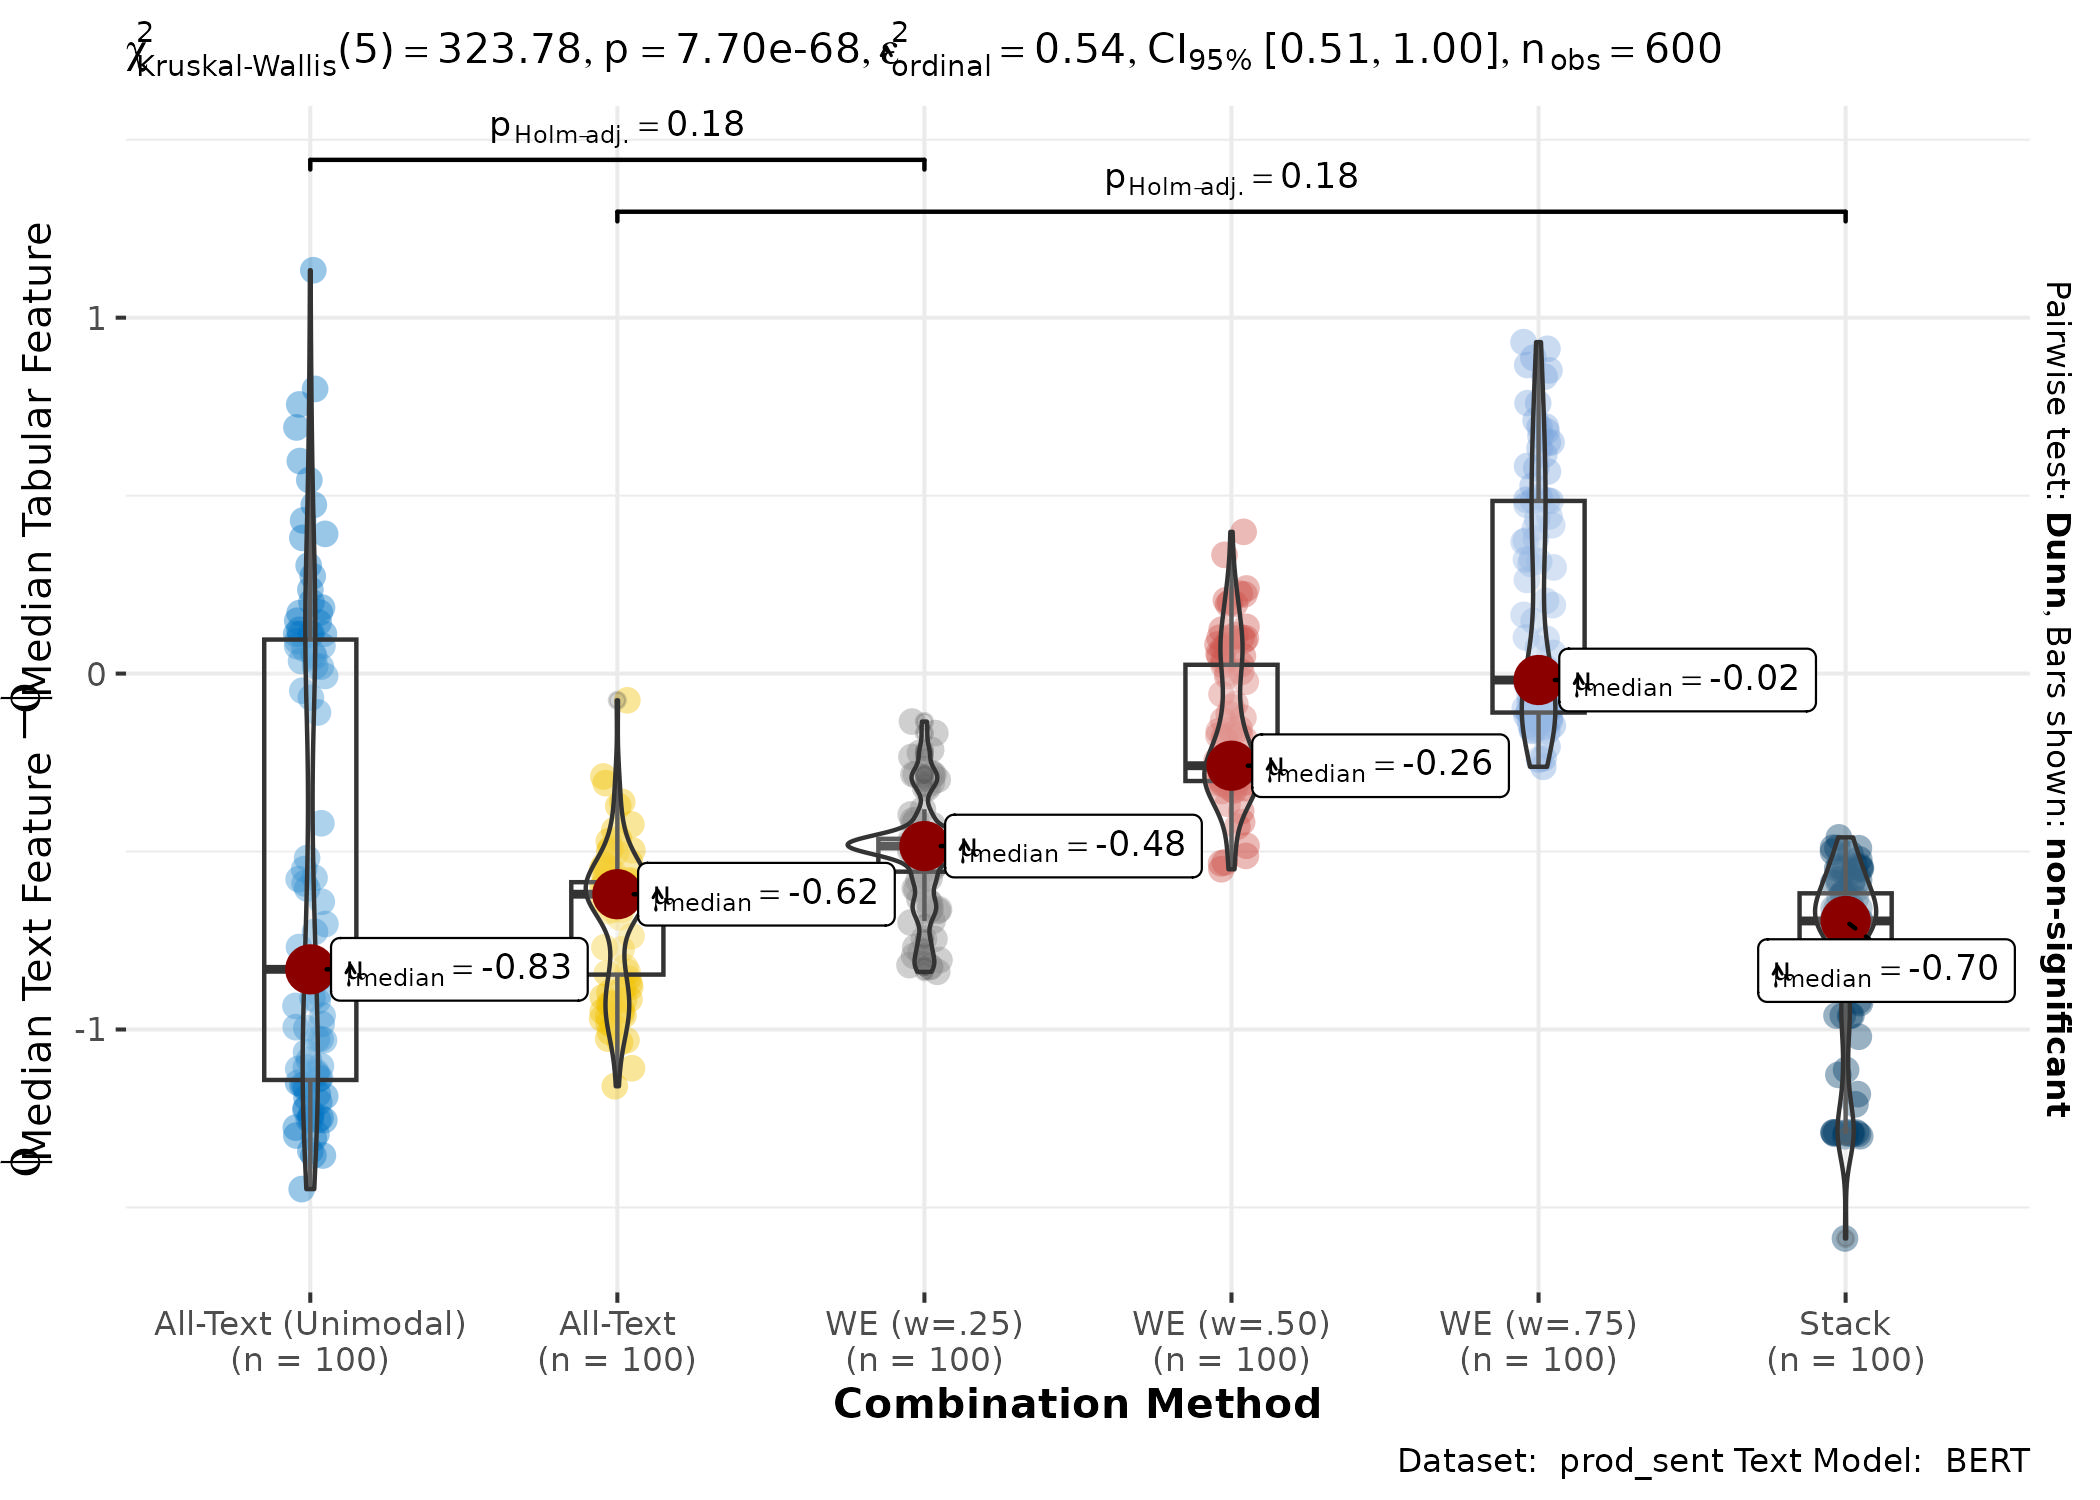 χ²Kruskal-Wallis(5) = 323.78, p = 7.70e-68, ε̂²ordinal = 0.54, CI95% [0.51, 1.00], nobs = 600
pHolm-adj. = 0.18
pHolm-adj. = 0.18
ϕMedian Text Feature − ϕMedian Tabular Feature
1
0
-1
μ̂median = -0.83
μ̂median = -0.62
μ̂median = -0.48
μ̂median = -0.26
μ̂median = -0.02
μ̂median = -0.70
Pairwise test: Dunn, Bars shown: non-significant
All-Text (Unimodal)
(n = 100)
All-Text
(n = 100)
WE (w=.25)
(n = 100)
WE (w=.50)
(n = 100)
WE (w=.75)
(n = 100)
Stack
(n = 100)
Combination Method
Dataset:  prod_sent Text Model:  BERT